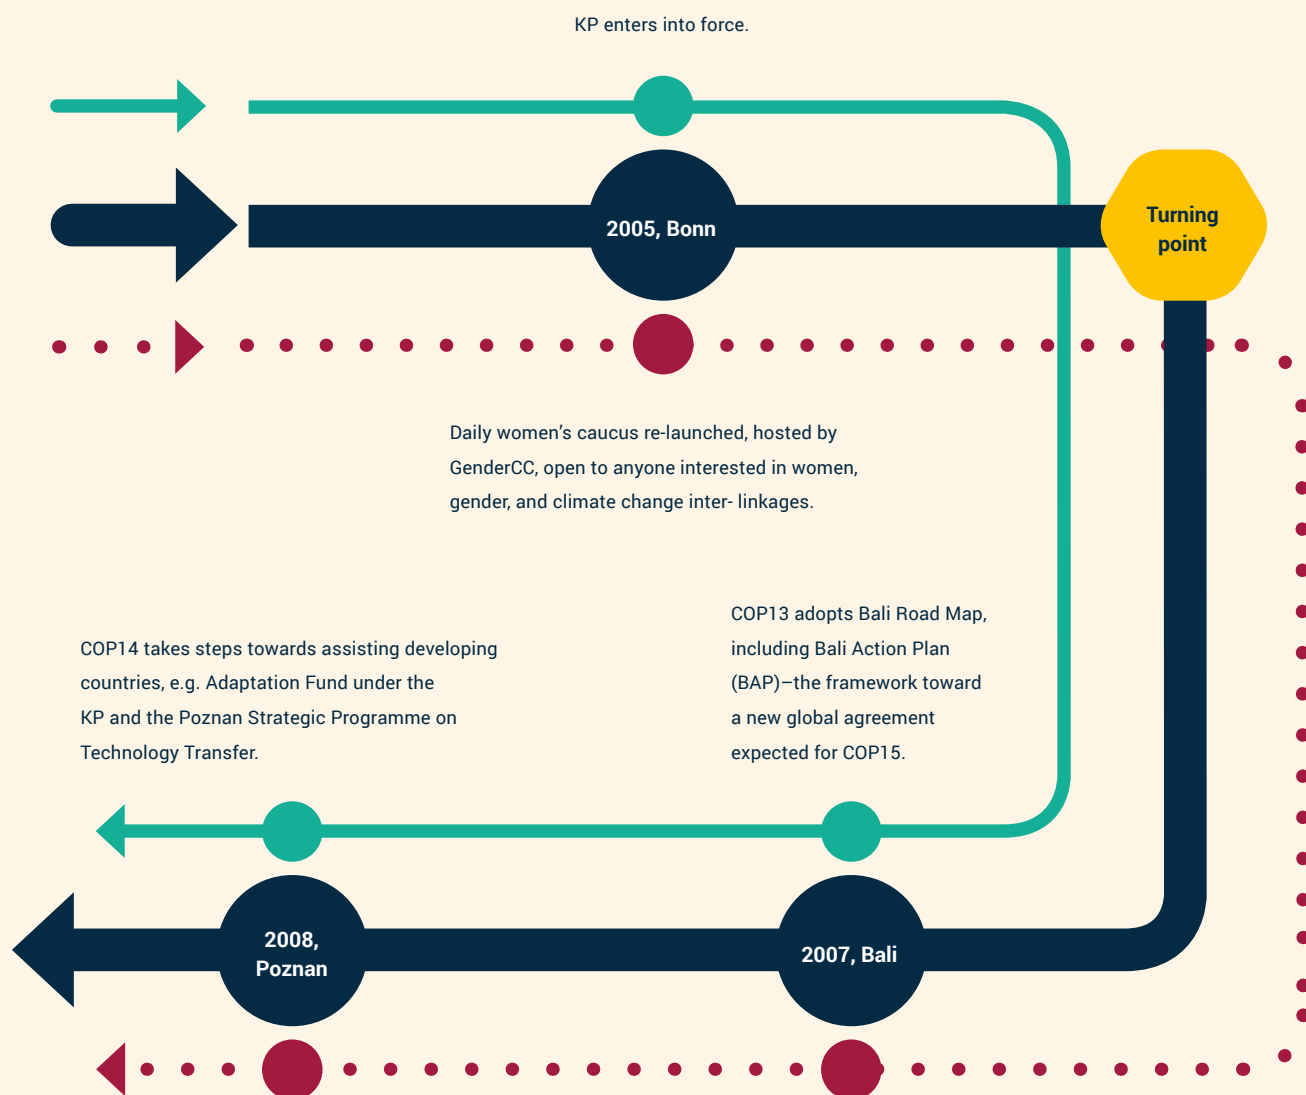 KP enters into force.
2005, Bonn
Turning
point
Daily women’s caucus re-launched, hosted by
GenderCC, open to anyone interested in women,
gender, and climate change inter- linkages.
COP13 adopts Bali Road Map,
including Bali Action Plan
(BAP)–the framework toward
a new global agreement
expected for COP15.
COP14 takes steps towards assisting developing
countries, e.g. Adaptation Fund under the
KP and the Poznan Strategic Programme on
Technology Transfer.
2007, Bali
2008,
Poznan